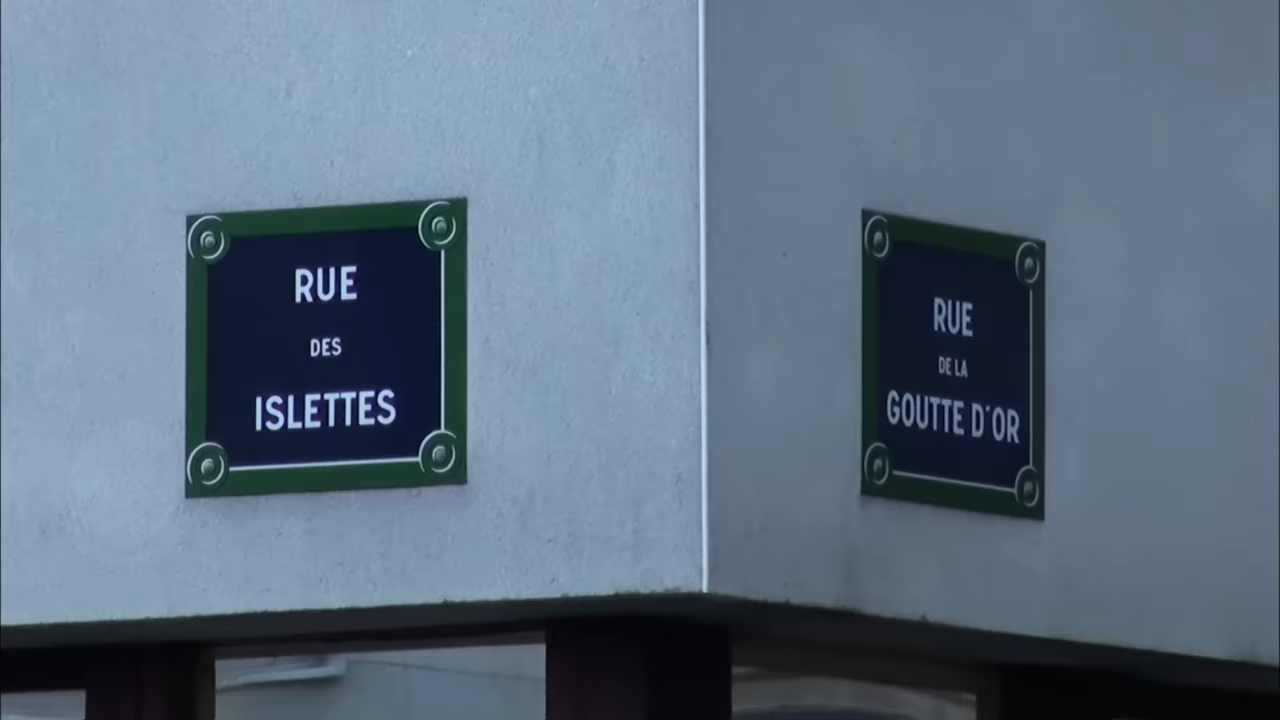 RUE
DES
ISLETTES
RUE
DE LA
GOUTTE D'OR